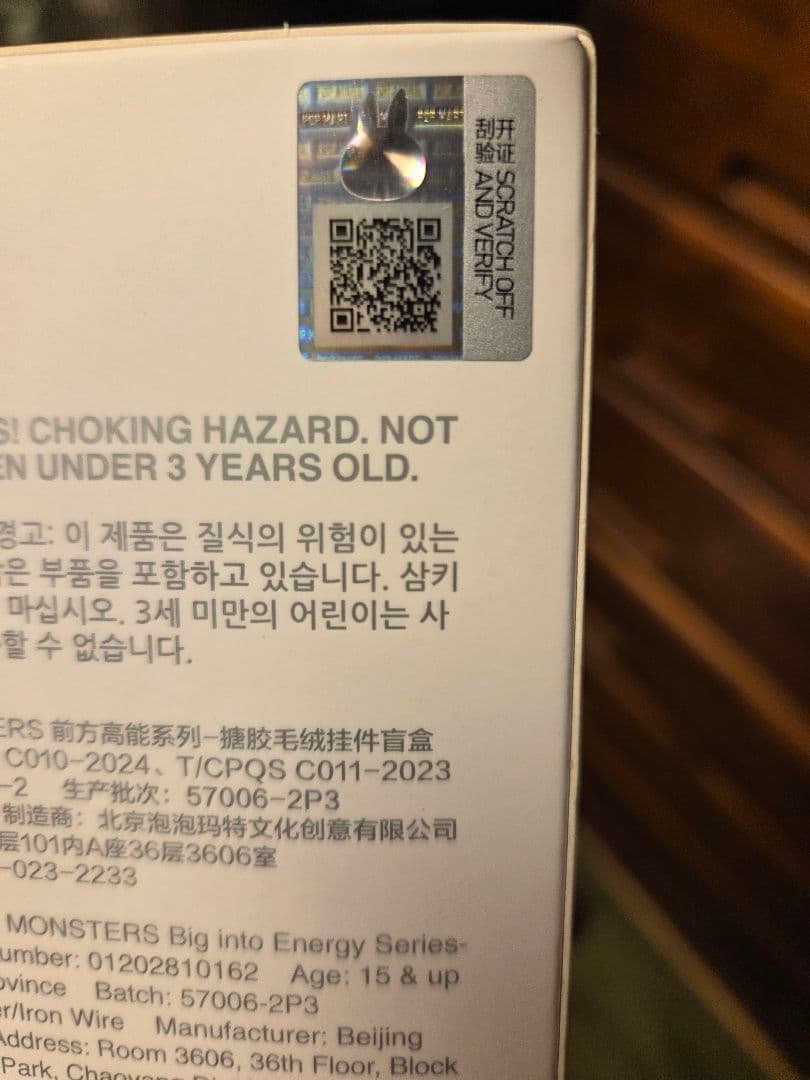 刮开
验证
SCRATCH OFF
AND VERIFY
S! CHOKING HAZARD. NOT
EN UNDER 3 YEARS OLD.
경고: 이 제품은 질식의 위험이 있는
은 부품을 포함하고 있습니다. 삼키
마십시오. 3세 미만의 어린이는 사
할 수 없습니다.
ERS 前方高能系列-搪胶毛绒挂件盲盒
C010-2024、T/CPQS C011-2023
-2 生产批次: 57006-2P3
制造商: 北京泡泡玛特文化创意有限公司
层101内A座36层3606室
-023-2233
MONSTERS Big into Energy Series-
umber: 01202810162 Age: 15 & up
ovince Batch: 57006-2P3
er/Iron Wire Manufacturer: Beijing
Address: Room 3606, 36th Floor, Block
Park,